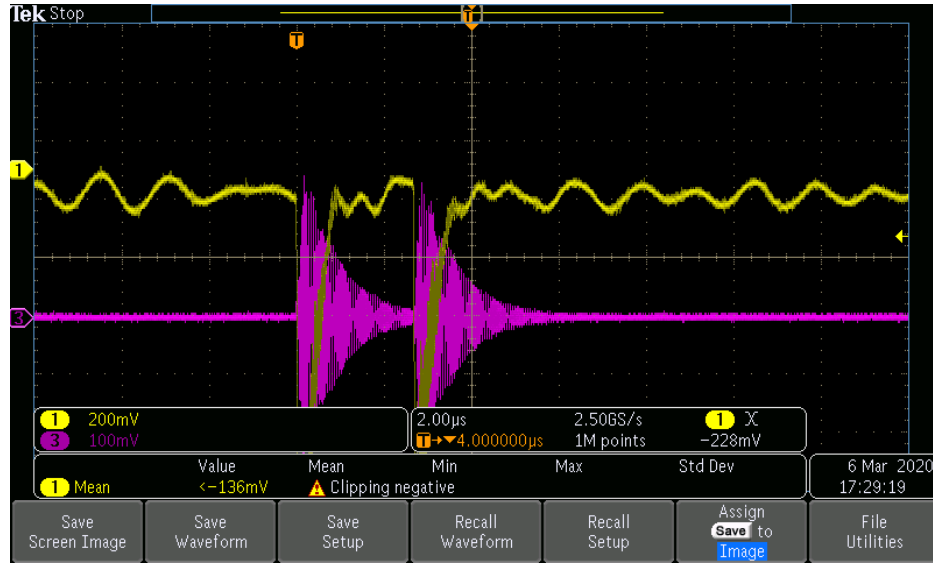 Tek Stop
T
T
1
3
1 200mV
3 100mV
2.00µs 2.50GS/s 1 X
T→▼4.000000µs 1M points −228mV
Value Mean Min Max Std Dev
1 Mean <−136mV Clipping negative
6 Mar 2020
17:29:19
Save
Screen Image
Save
Waveform
Save
Setup
Recall
Waveform
Recall
Setup
Assign
Save to
Image
File
Utilities